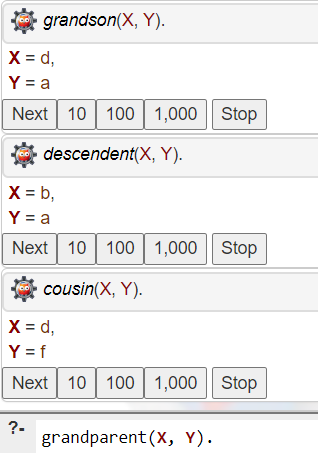 grandson(X, Y).
X = d,
Y = a
Next 10 100 1,000 Stop
descendent(X, Y).
X = b,
Y = a
Next 10 100 1,000 Stop
cousin(X, Y).
X = d,
Y = f
Next 10 100 1,000 Stop
?- grandparent(X, Y).